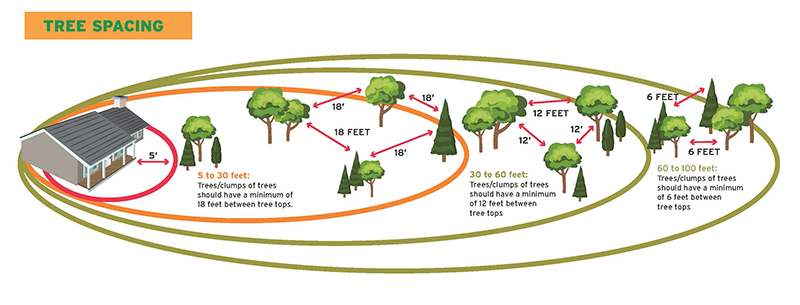 TREE SPACING
5'
5 to 30 feet:
Trees/clumps of trees
should have a minimum of
18 feet between tree tops.
18'
18'
18 FEET
18'
30 to 60 feet:
Trees/clumps of trees
should have a minimum
of 12 feet between
tree tops
12 FEET
12'
12'
60 to 100 feet:
Trees/clumps of trees
should have a minimum
of 6 feet between
tree tops
6 FEET
6 FEET